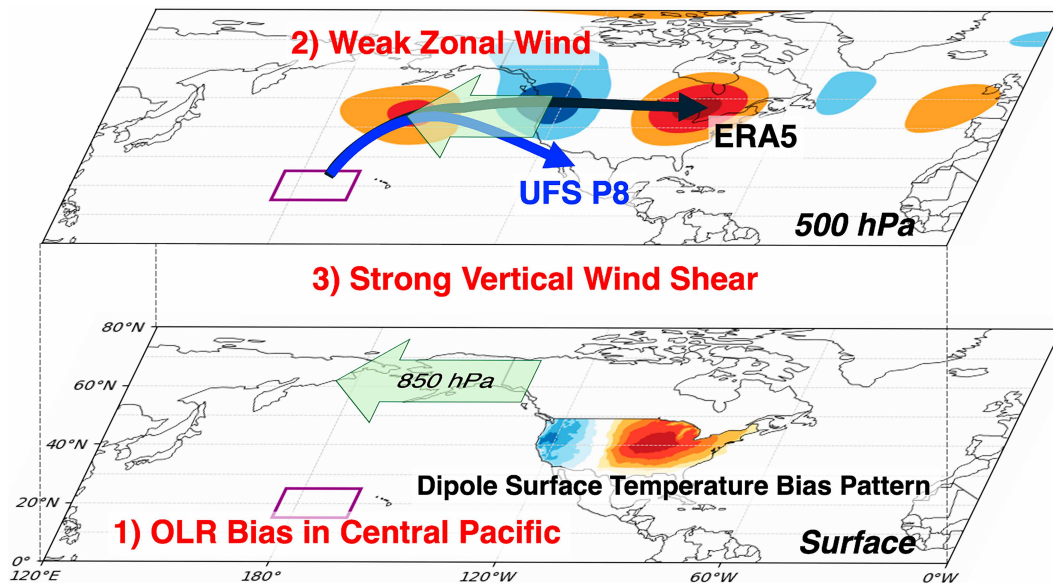 2) Weak Zonal Wind
ERA5
UFS P8
500 hPa
3) Strong Vertical Wind Shear
80°N
850 hPa
60°N
40°N
Dipole Surface Temperature Bias Pattern
20°N
1) OLR Bias in Central Pacific
Surface
0°
120°E 180° 120°W 60°W 0°W